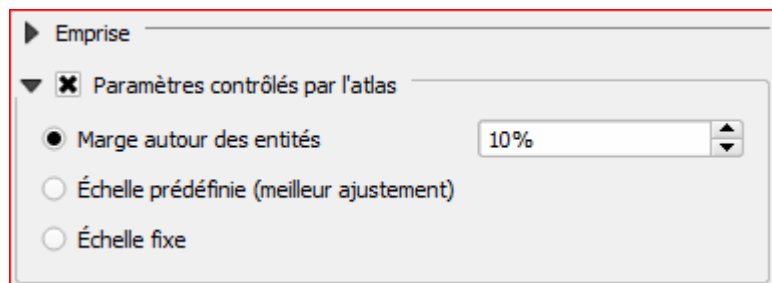 Emprise
Paramètres contrôlés par l'atlas
Marge autour des entités 10%
Échelle prédéfinie (meilleur ajustement)
Échelle fixe